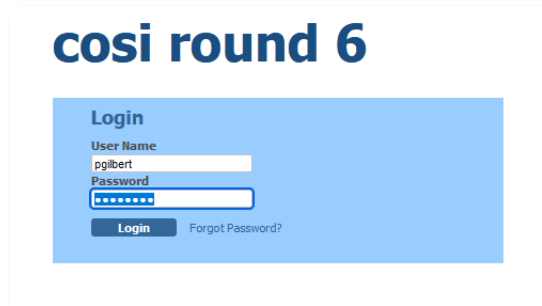 cosi round 6
Login
User Name
pgilbert
Password
••••••••
Login Forgot Password?